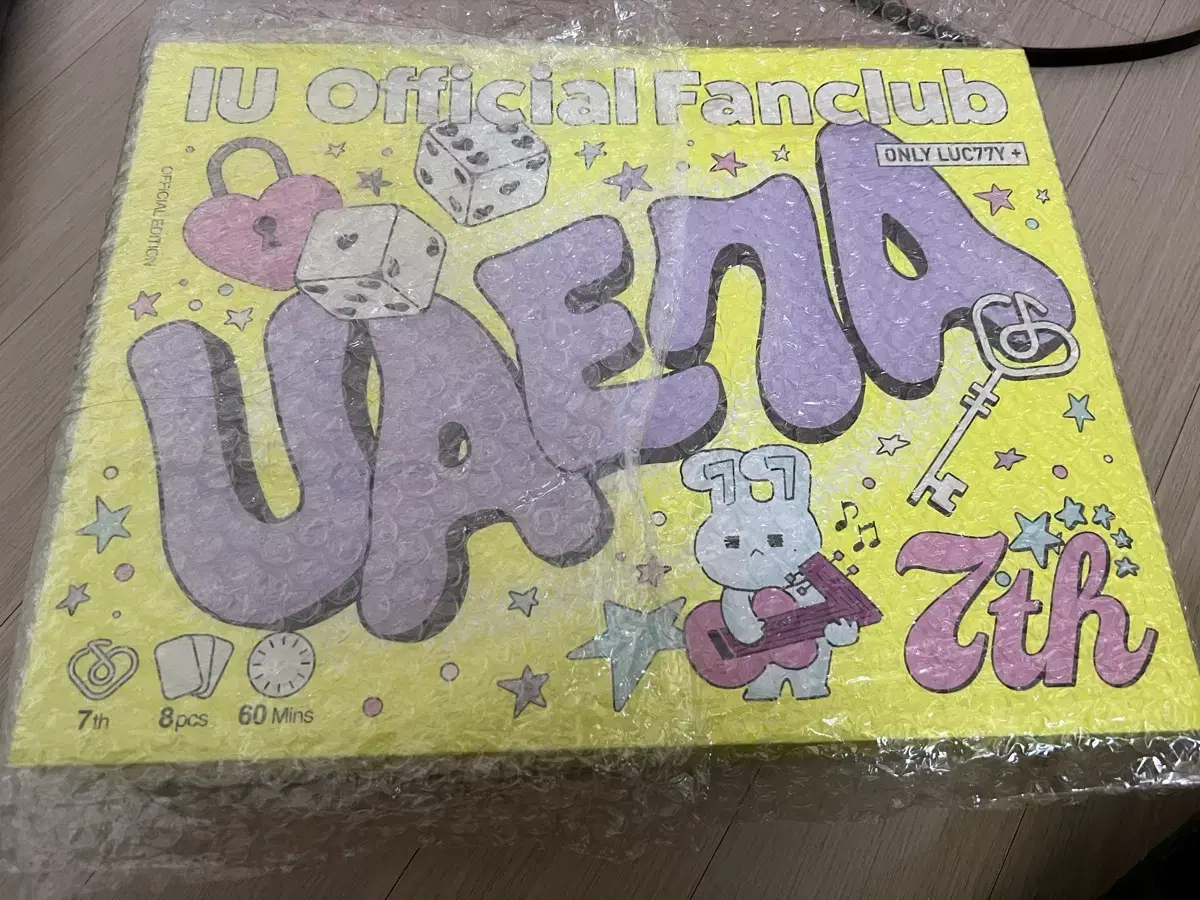 IU Official Fanclub
ONLY LUC77Y +
OFFICIAL EDITION
UAENA
7th
7th
8pcs
60 Mins